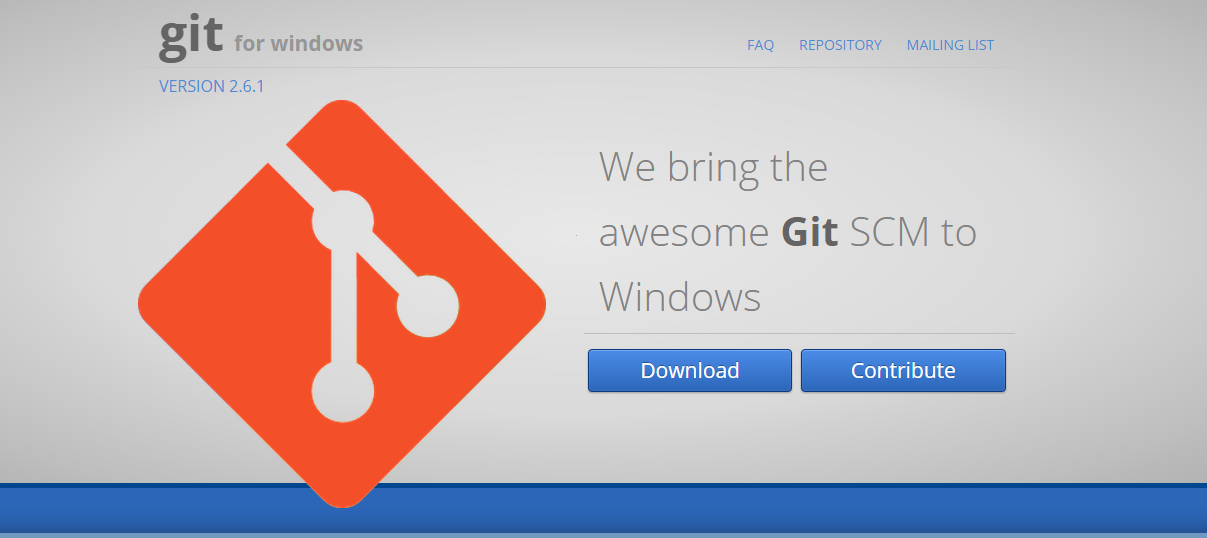 git for windows
FAQ REPOSITORY MAILING LIST
VERSION 2.6.1
We bring the
awesome Git SCM to
Windows
Download Contribute